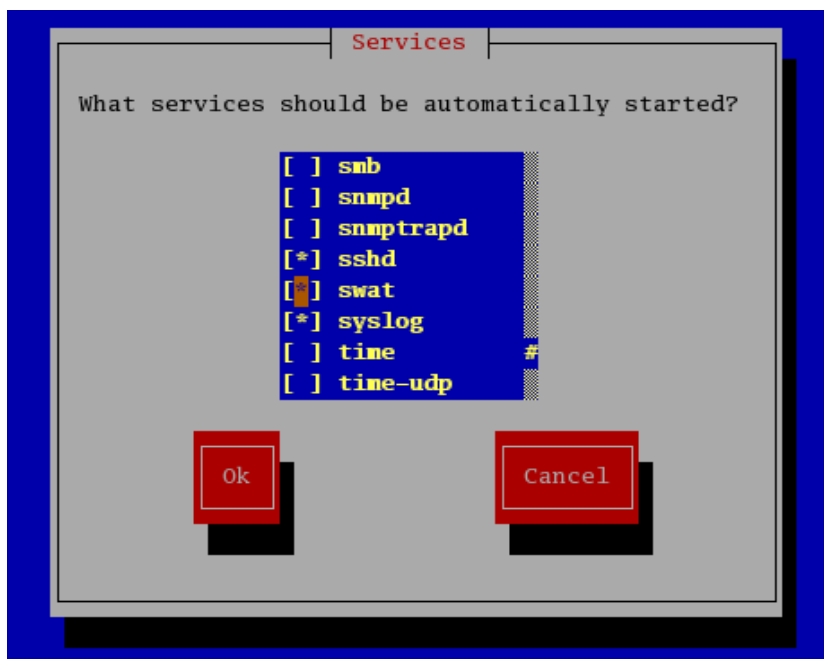 Services
What services should be automatically started?
[ ] smb
[ ] snmpd
[ ] snmptrapd
[*] sshd
[*] swat
[*] syslog
[ ] time #
[ ] time-udp
Ok Cancel